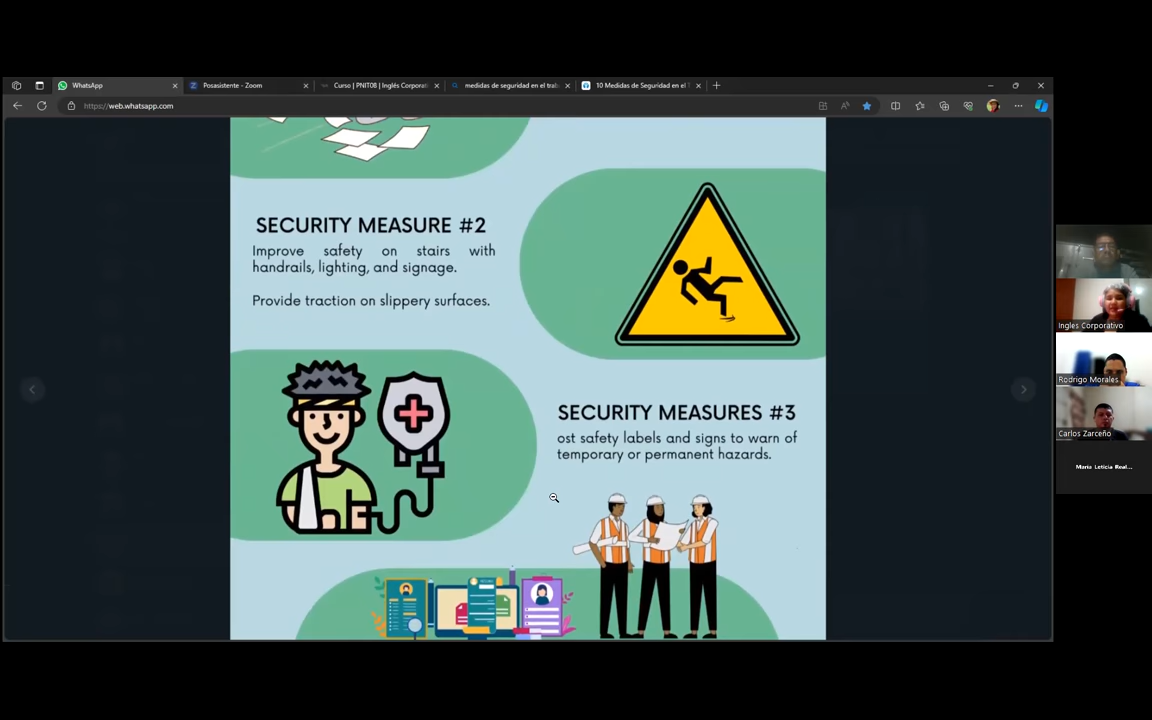 WhatsApp
Posasistente - Zoom
Curso | PNIT08 | Inglés Corporati
medidas de seguridad en el trab
10 Medidas de Seguridad en el T
https://web.whatsapp.com
SECURITY MEASURE #2
Improve safety on stairs with
handrails, lighting, and signage.
Provide traction on slippery surfaces.
SECURITY MEASURES #3
ost safety labels and signs to warn of
temporary or permanent hazards.
Ingles Corporativo
Rodrigo Morales
Carlos Zarceño
Maria Leticia Real...